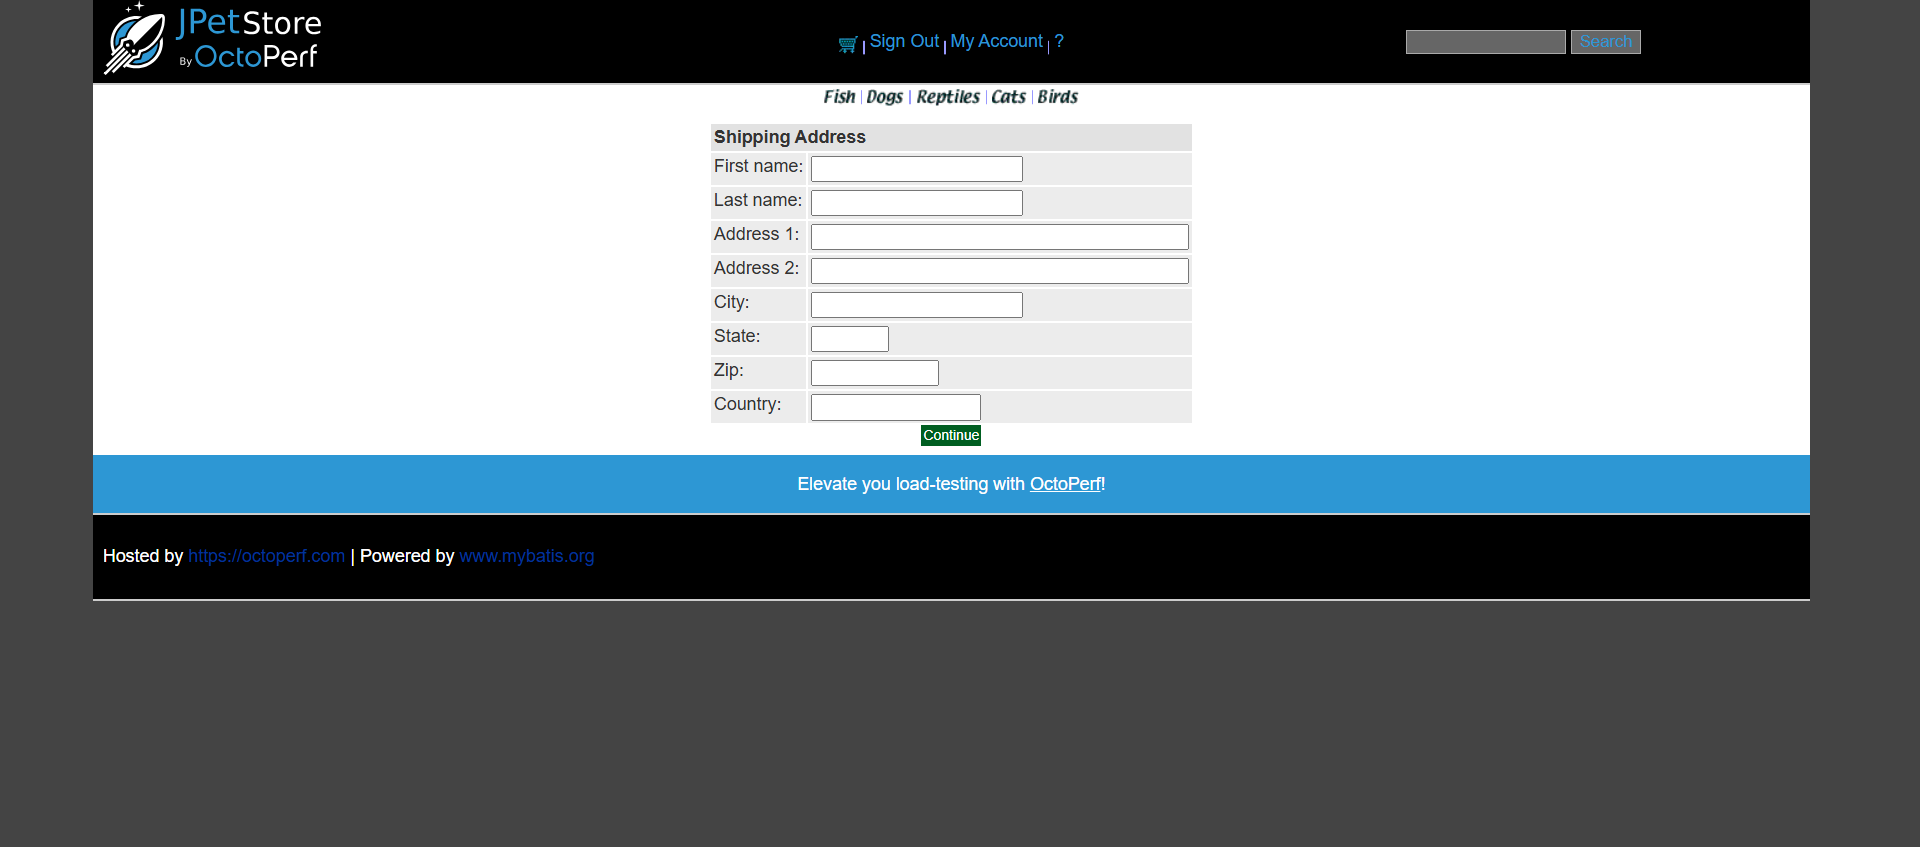 JPetStore
By OctoPerf
Sign Out | My Account | ?
Search
Fish | Dogs | Reptiles | Cats | Birds
Shipping Address
First name:
Last name:
Address 1:
Address 2:
City:
State:
Zip:
Country:
Continue
Elevate you load-testing with OctoPerf!
Hosted by https://octoperf.com | Powered by www.mybatis.org